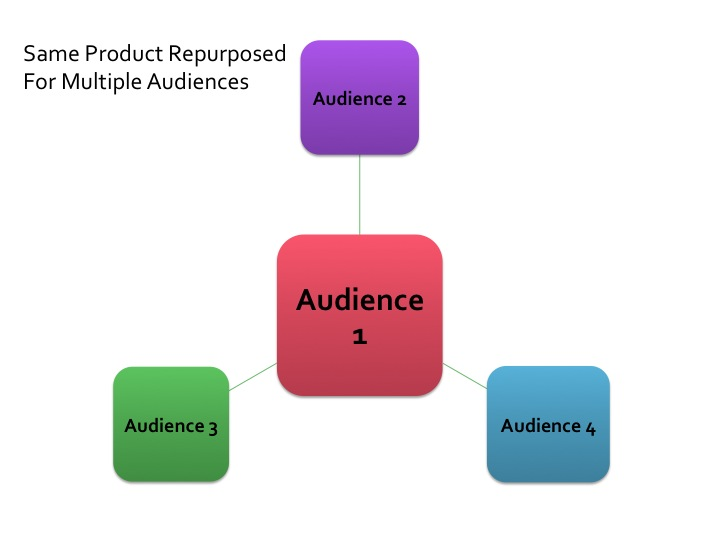 Same Product Repurposed
For Multiple Audiences
Audience 2
Audience
1
Audience 3
Audience 4